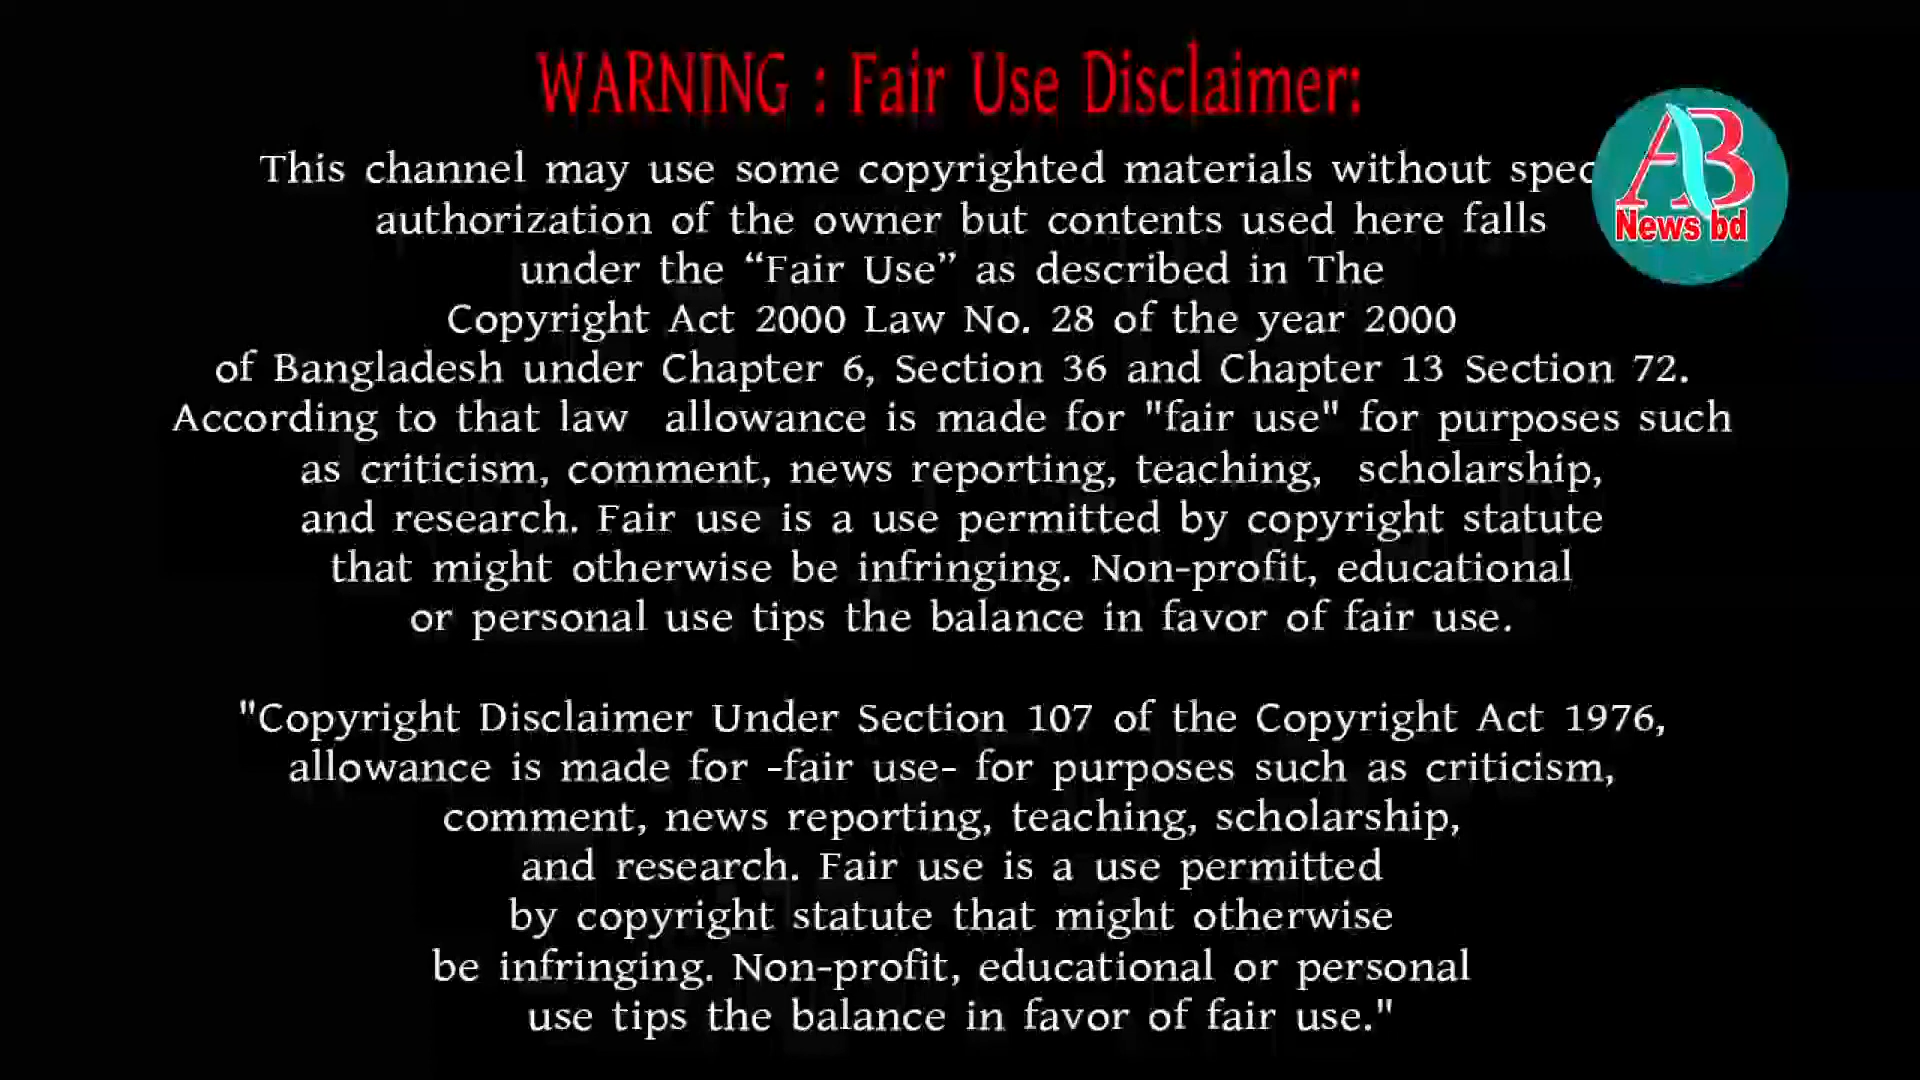 WARNING : Fair Use Disclaimer:
This channel may use some copyrighted materials without spec
authorization of the owner but contents used here falls
under the “Fair Use” as described in The
Copyright Act 2000 Law No. 28 of the year 2000
of Bangladesh under Chapter 6, Section 36 and Chapter 13 Section 72.
According to that law allowance is made for "fair use" for purposes such
as criticism, comment, news reporting, teaching, scholarship,
and research. Fair use is a use permitted by copyright statute
that might otherwise be infringing. Non-profit, educational
or personal use tips the balance in favor of fair use.
"Copyright Disclaimer Under Section 107 of the Copyright Act 1976,
allowance is made for -fair use- for purposes such as criticism,
comment, news reporting, teaching, scholarship,
and research. Fair use is a use permitted
by copyright statute that might otherwise
be infringing. Non-profit, educational or personal
use tips the balance in favor of fair use."
AB
News bd